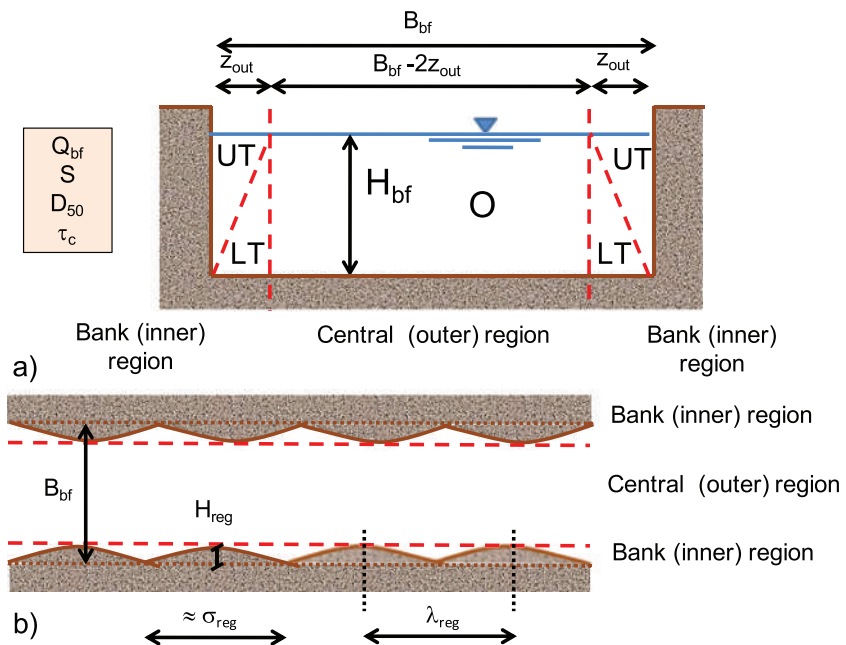 B_bf
z_out
B_bf -2z_out
z_out
Q_bf
S
D_50
τ_c
UT
H_bf
O
UT
LT
LT
Bank (inner) region
Central (outer) region
Bank (inner) region
a)
Bank (inner) region
B_bf
Central (outer) region
H_reg
Bank (inner) region
b)
≈ σ_reg
λ_reg